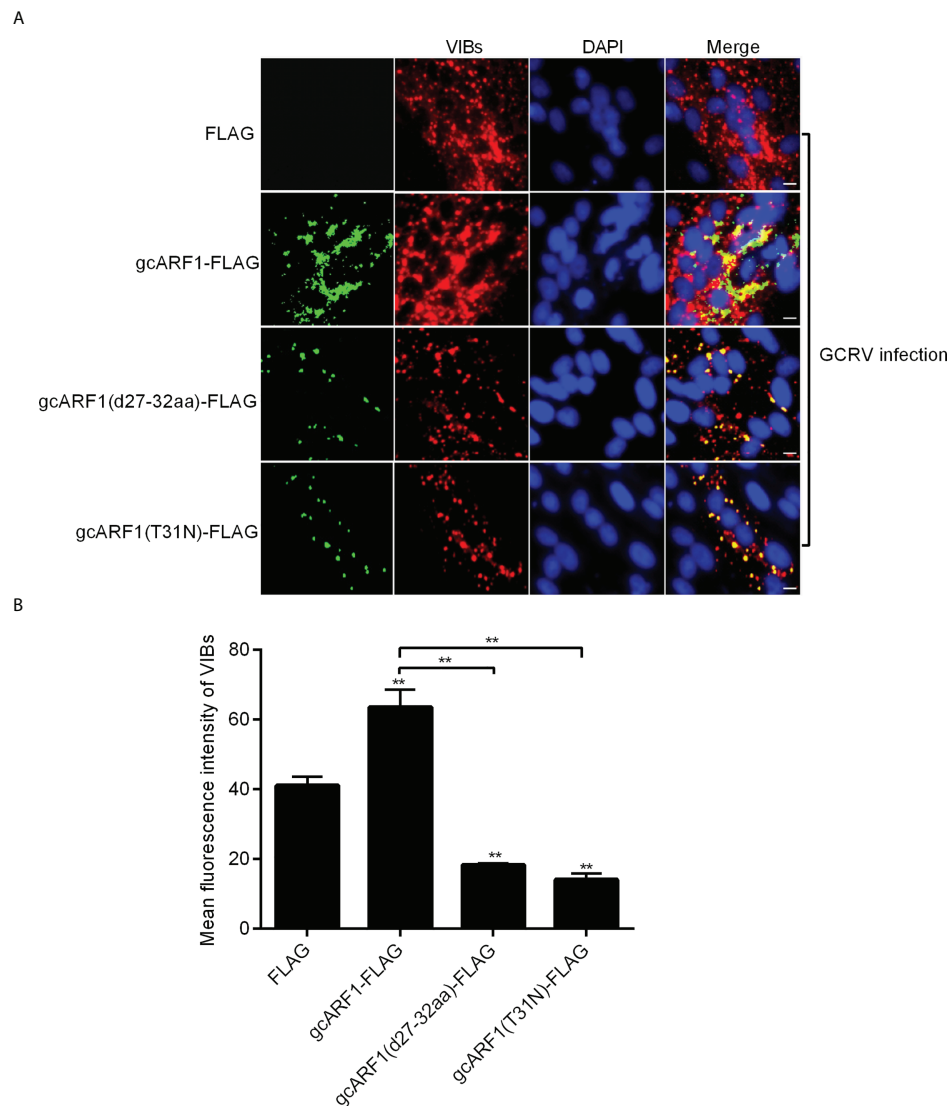 A
VIBs DAPI Merge
FLAG
gcARF1-FLAG
GCRV infection
gcARF1(d27-32aa)-FLAG
gcARF1(T31N)-FLAG
B
Mean fluorescence intensity of VIBs
80
60
40
20
0
**
**
**
**
**
FLAG
gcARF1-FLAG
gcARF1(d27-32aa)-FLAG
gcARF1(T31N)-FLAG